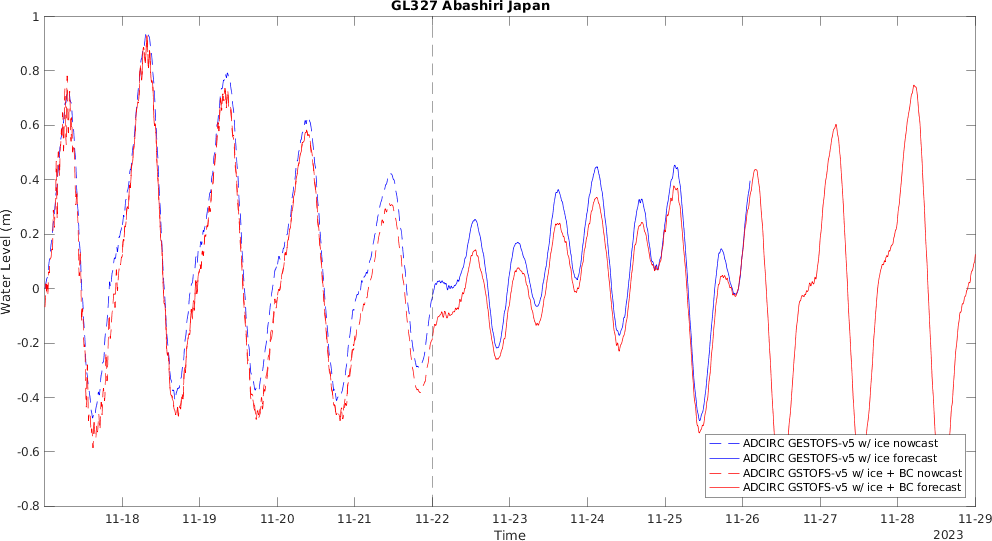 GL327 Abashiri Japan
Water Level (m)
1
0.8
0.6
0.4
0.2
0
-0.2
-0.4
-0.6
-0.8
ADCIRC GESTOFS-v5 w/ ice nowcast
ADCIRC GESTOFS-v5 w/ ice forecast
ADCIRC GSTOFS-v5 w/ ice + BC nowcast
ADCIRC GSTOFS-v5 w/ ice + BC forecast
11-18 11-19 11-20 11-21 11-22 11-23 11-24 11-25 11-26 11-27 11-28 11-29
Time
2023